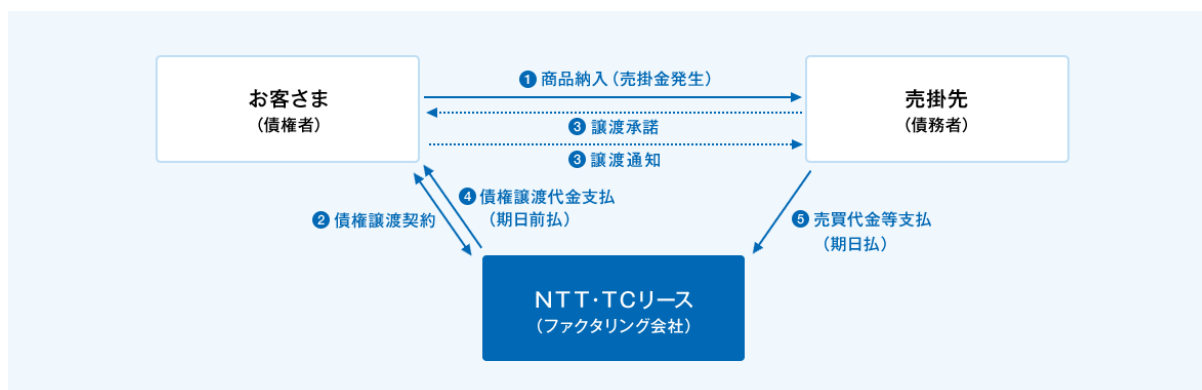 お客さま
（債権者）
❶商品納入（売掛金発生）
❸譲渡承諾
❸譲渡通知
売掛先
（債務者）
❷債権譲渡契約
❹債権譲渡代金支払
（期日前払）
❺売買代金等支払
（期日払）
NTT・TCリース
（ファクタリング会社）